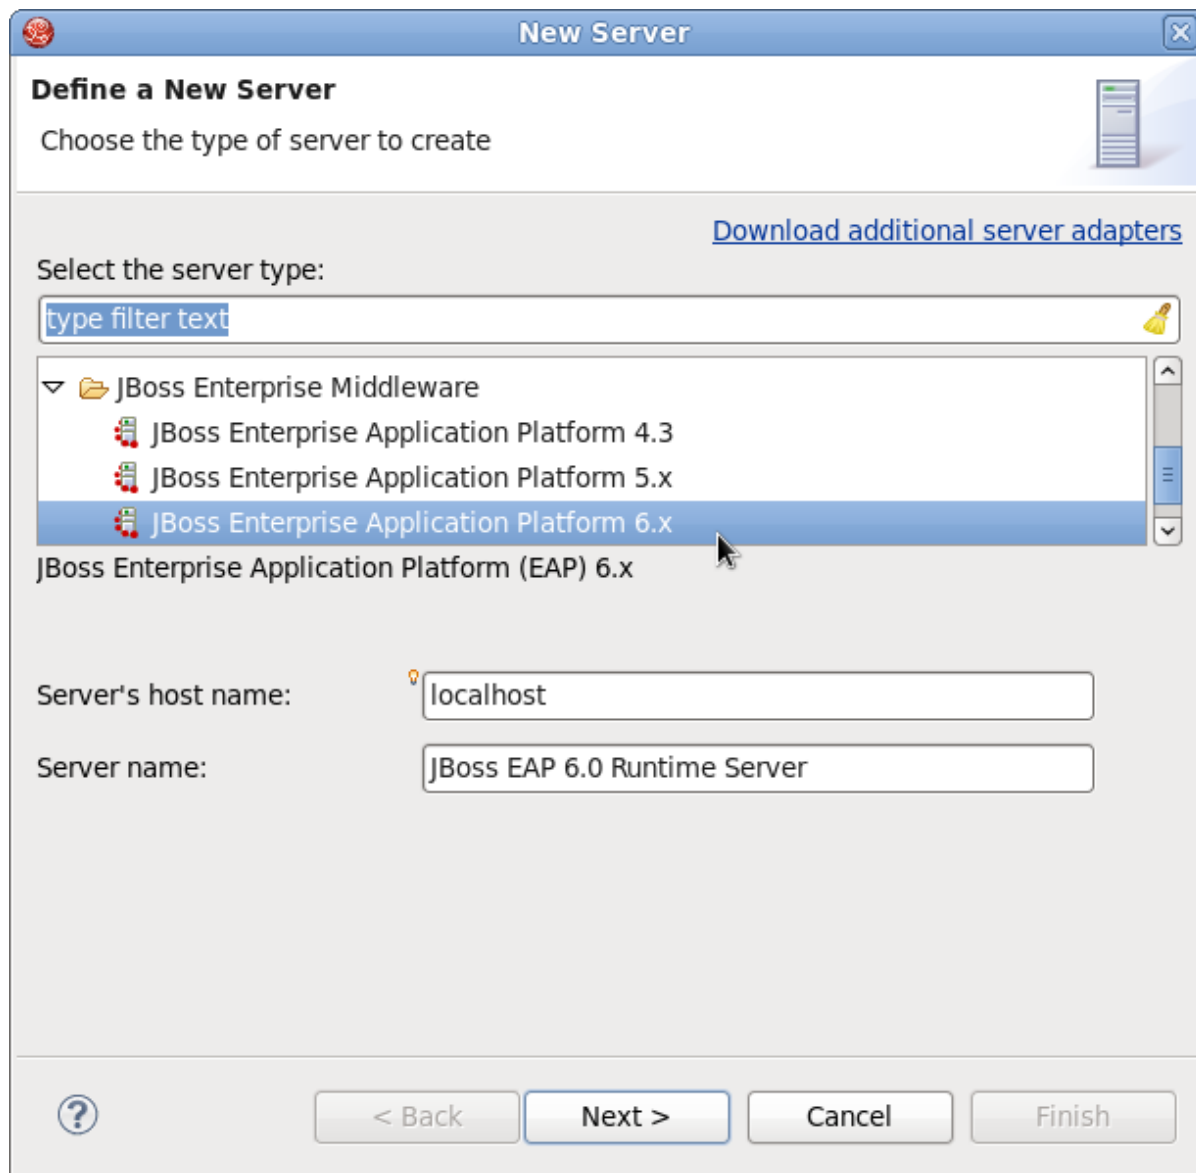 New Server
Define a New Server
Choose the type of server to create
Download additional server adapters
Select the server type:
type filter text
JBoss Enterprise Middleware
JBoss Enterprise Application Platform 4.3
JBoss Enterprise Application Platform 5.x
JBoss Enterprise Application Platform 6.x
JBoss Enterprise Application Platform (EAP) 6.x
Server's host name: localhost
Server name: JBoss EAP 6.0 Runtime Server
? < Back Next > Cancel Finish